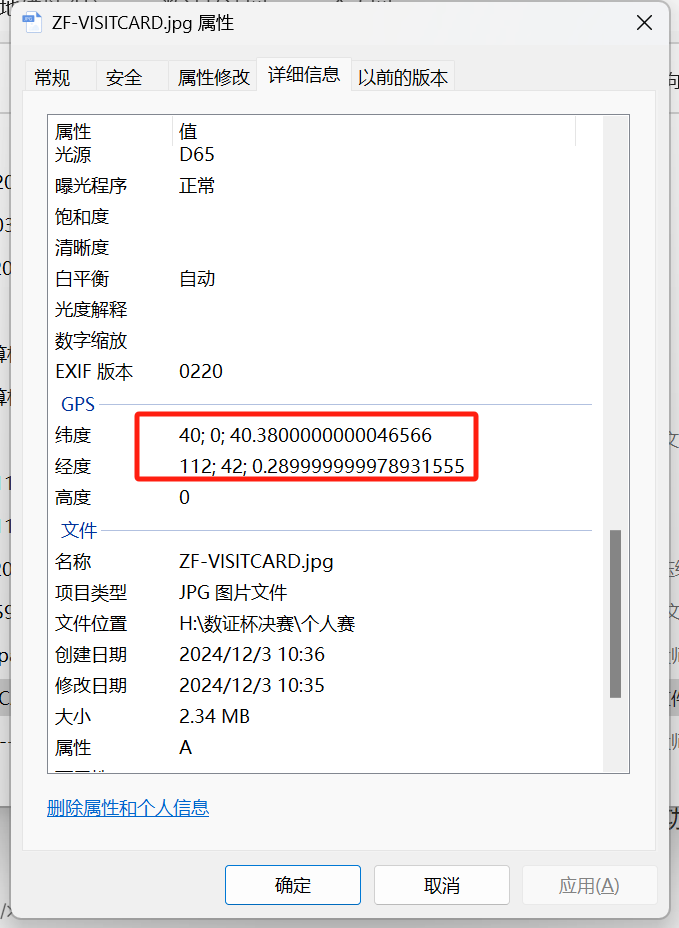 ZF-VISITCARD.jpg 属性
常规 安全 属性修改 详细信息 以前的版本
属性 值
光源 D65
曝光程序 正常
饱和度
清晰度
白平衡 自动
光度解释
数字缩放
EXIF 版本 0220
GPS
纬度 40; 0; 40.3800000000046566
经度 112; 42; 0.289999999978931555
高度 0
文件
名称 ZF-VISITCARD.jpg
项目类型 JPG 图片文件
文件位置 H:\数证杯决赛\个人赛
创建日期 2024/12/3 10:36
修改日期 2024/12/3 10:35
大小 2.34 MB
属性 A
删除属性和个人信息
确定 取消 应用(A)